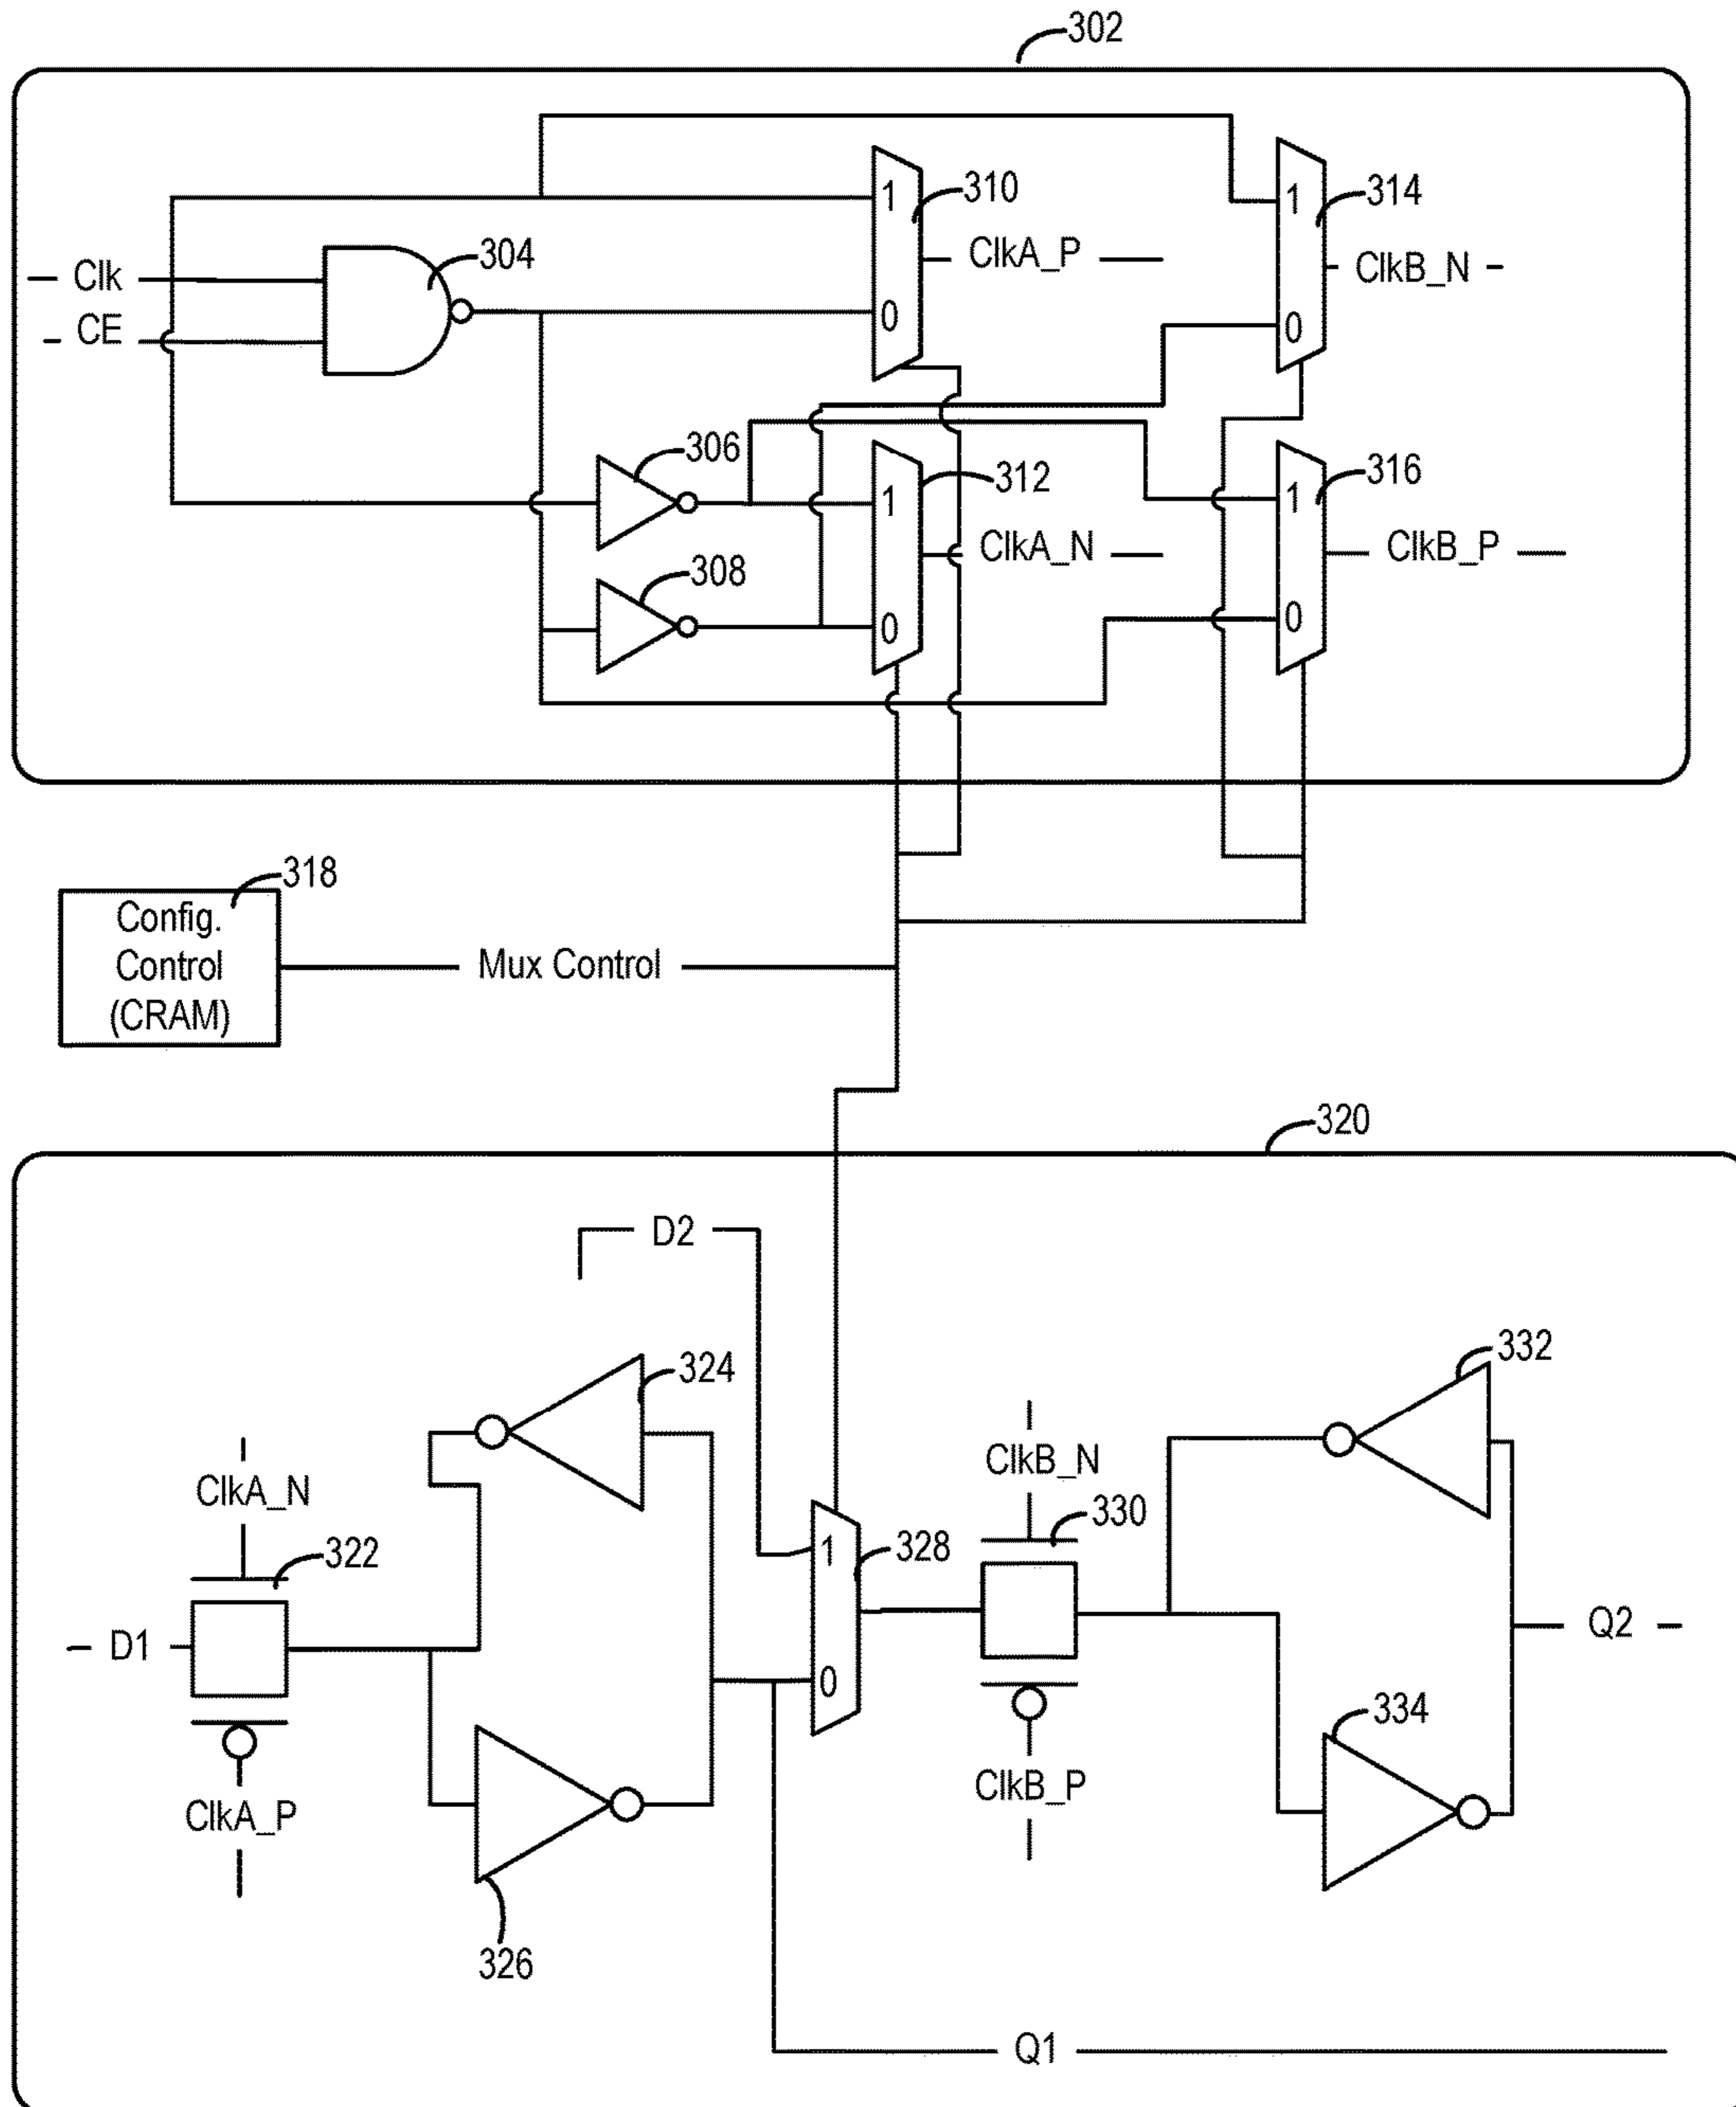 302
1
310
1
314
Clk
304
ClkA_P
ClkB_N
CE
0
0
306
312
316
1
1
ClkA_N
ClkB_P
308
0
0
318
Config.
Control
(CRAM)
Mux Control
320
D2
324
332
ClkA_N
ClkB_N
330
322
1
328
D1
Q2
0
334
ClkA_P
ClkB_P
326
Q1